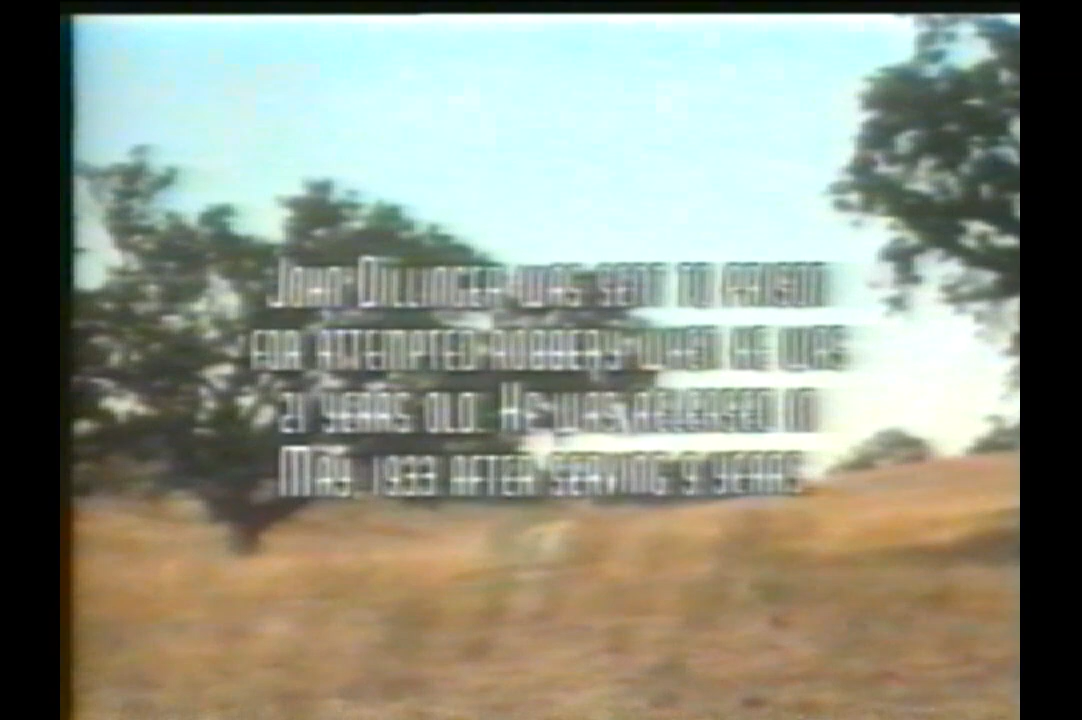 John Dillinger was sent to prison
for attempted robbery when he was
21 years old. He was released in
May 1933 after serving 9 years